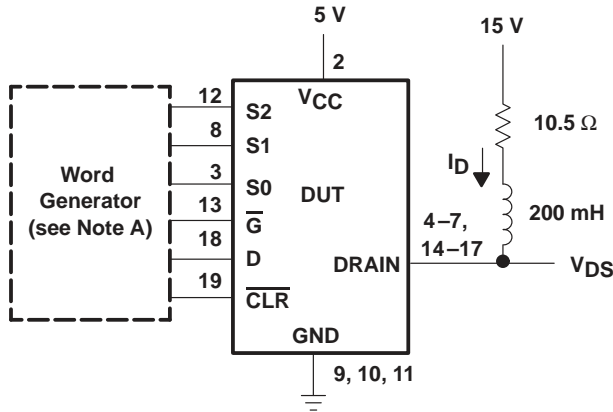 5 V
15 V
2
12
VCC
S2
10.5 Ω
8
S1
ID
Word
Generator
(see Note A)
3
S0
DUT
13
G
4–7,
14–17
200 mH
18
D
DRAIN
VDS
19
CLR
GND
9, 10, 11